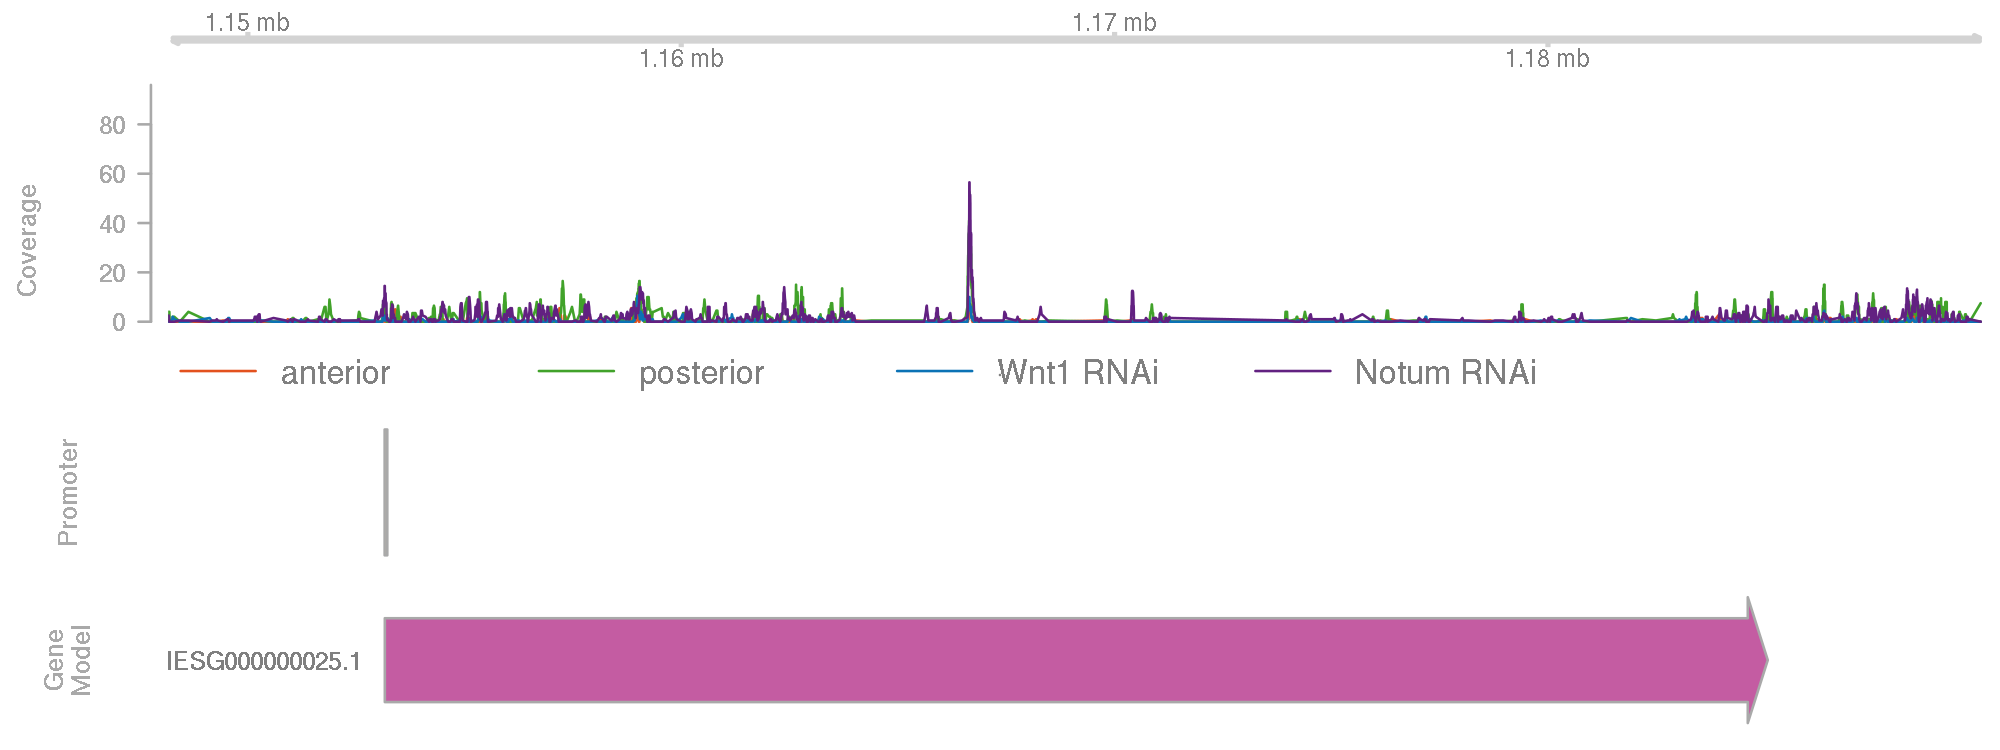 1.15 mb
1.17 mb
1.16 mb
1.18 mb
Coverage
80
60
40
20
0
anterior
posterior
Wnt1 RNAi
Notum RNAi
Promoter
Gene
Model
IESG000000025.1